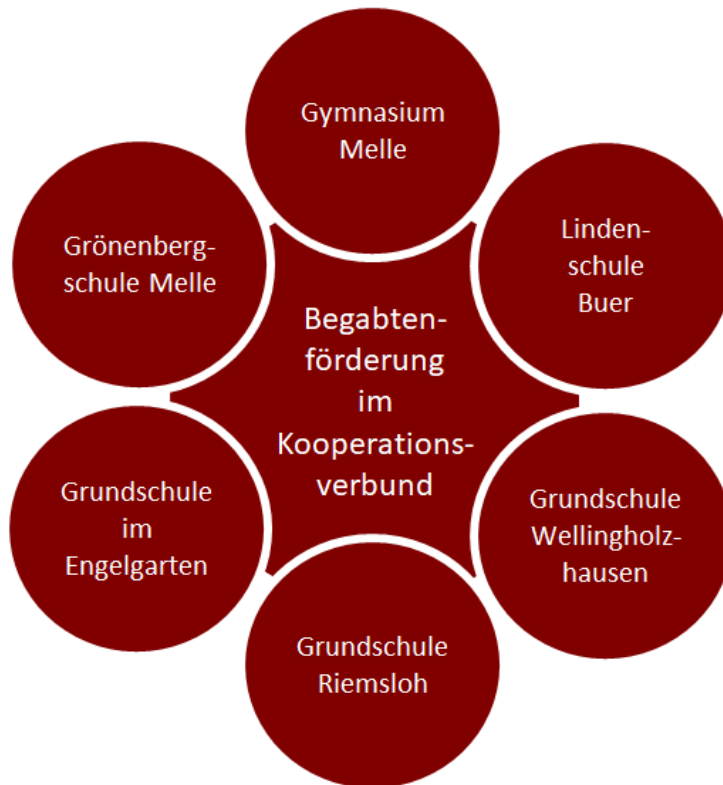 Gymnasium
Melle
Grönenberg-
schule Melle
Linden-
schule
Buer
Begabten-
förderung
im
Kooperations-
verbund
Grundschule
im
Engelgarten
Grundschule
Wellingholz-
hausen
Grundschule
Riemsloh